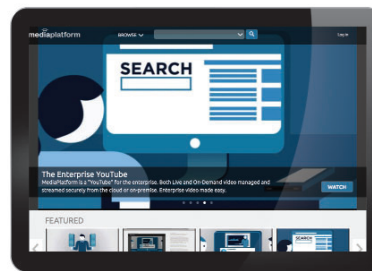 mediaplatform BROWSE Log in
SEARCH
The Enterprise YouTube
MediaPlatform is a "YouTube" for the enterprise. Both Live and On-Demand video managed and
streamed securely from the cloud or on-premise. Enterprise video made easy.
WATCH
FEATURED
SEARCH